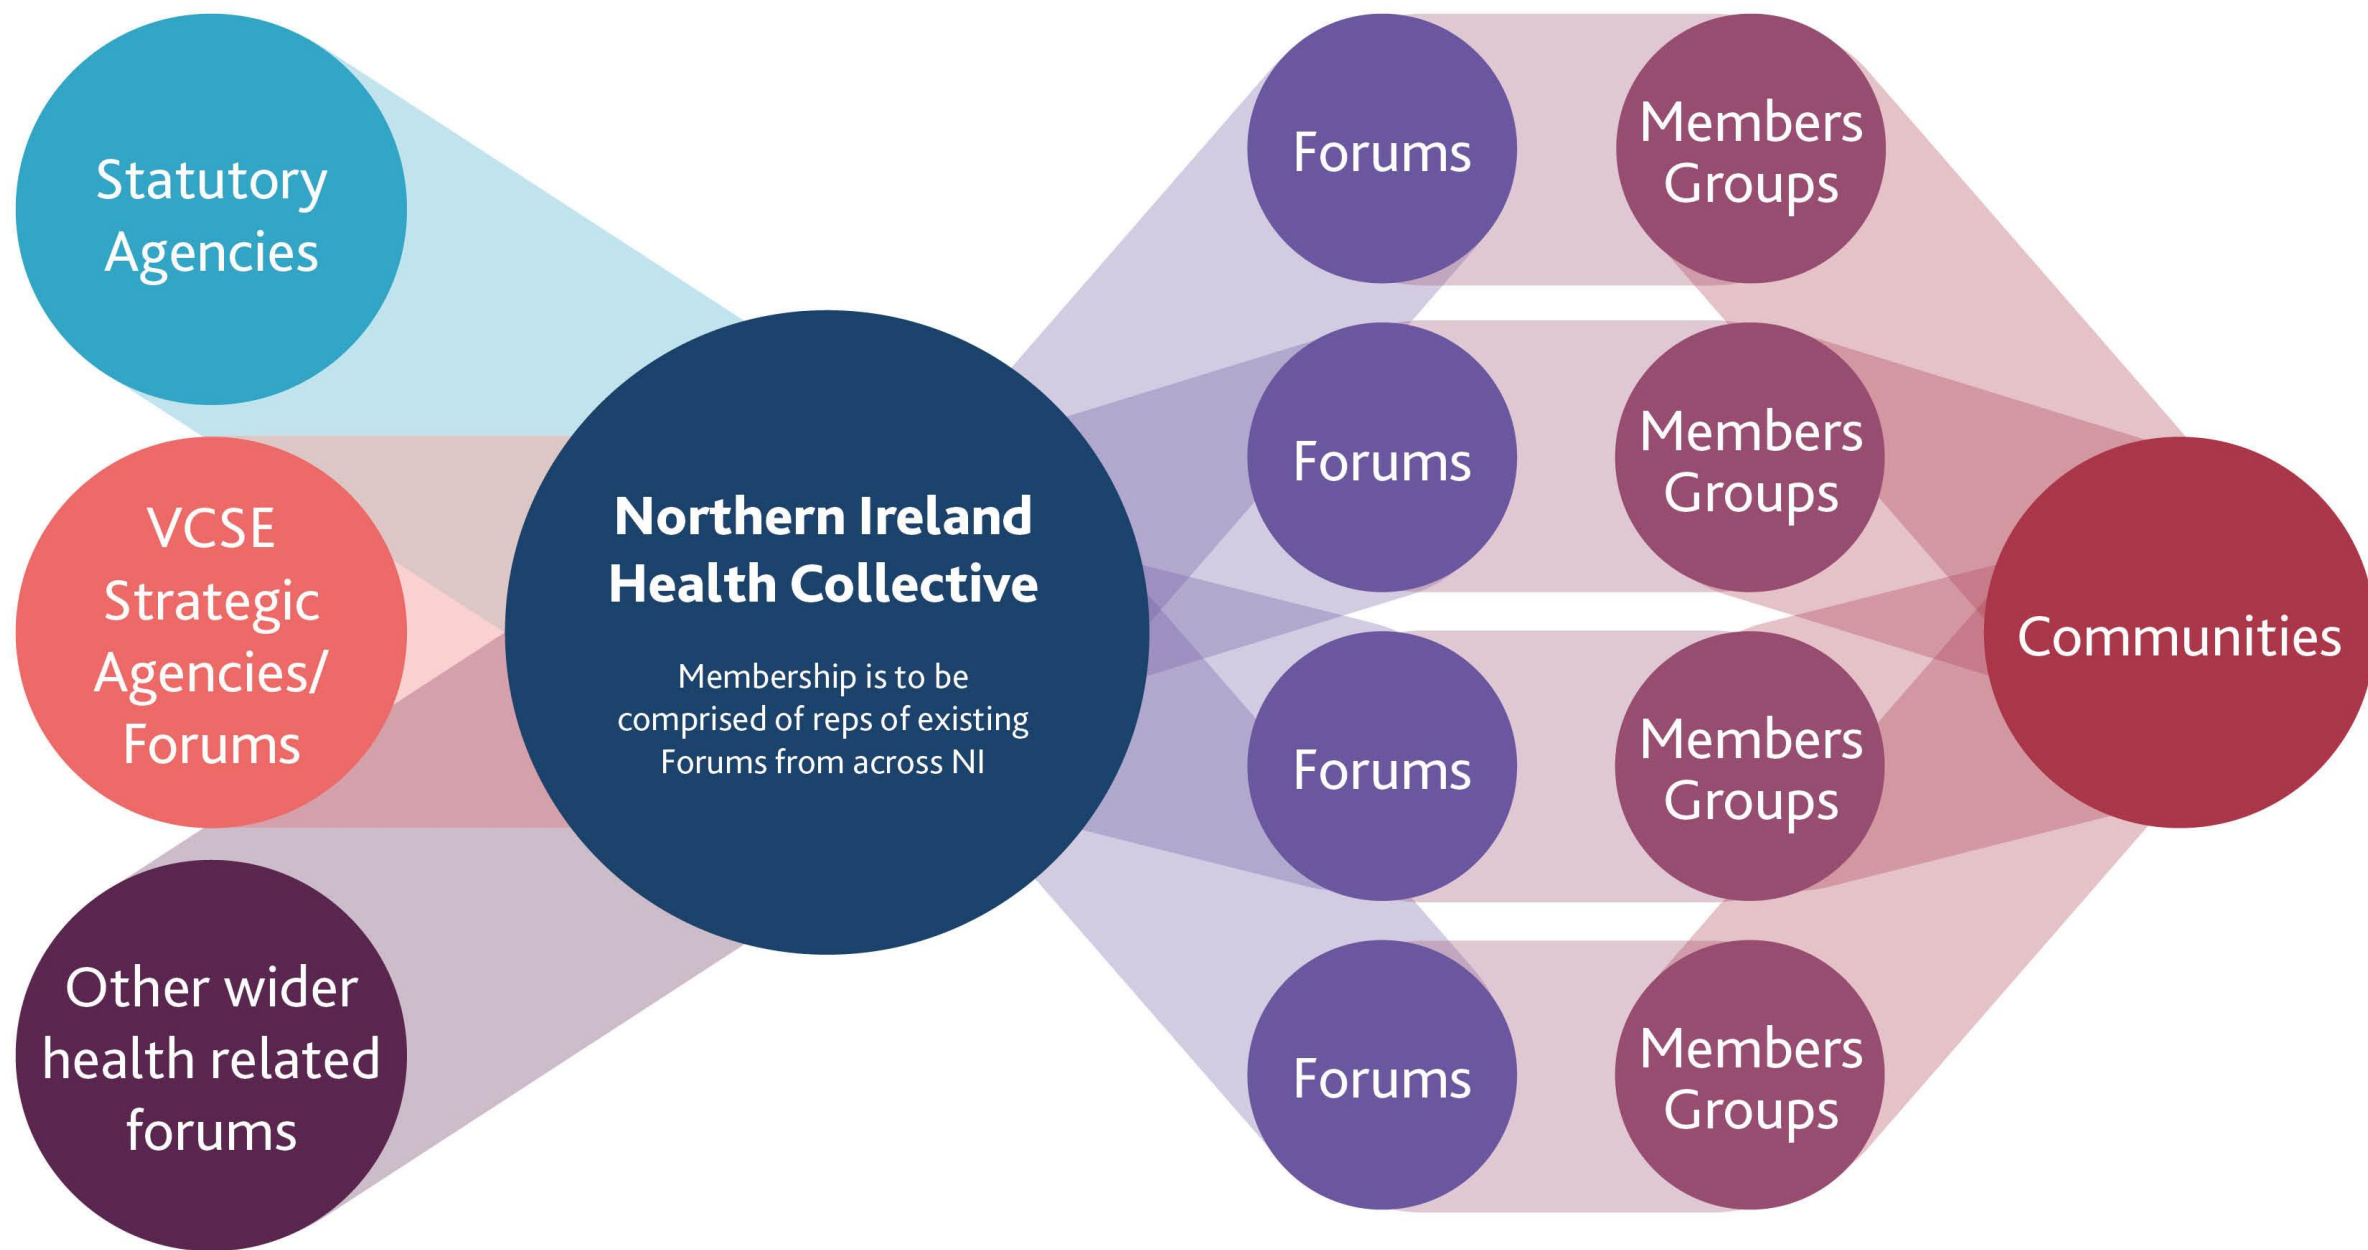 Statutory
Agencies
VCSE
Strategic
Agencies/
Forums
Other wider
health related
forums
Northern Ireland
Health Collective
Membership is to be
comprised of reps of existing
Forums from across NI
Forums
Members
Groups
Forums
Members
Groups
Forums
Members
Groups
Forums
Members
Groups
Communities